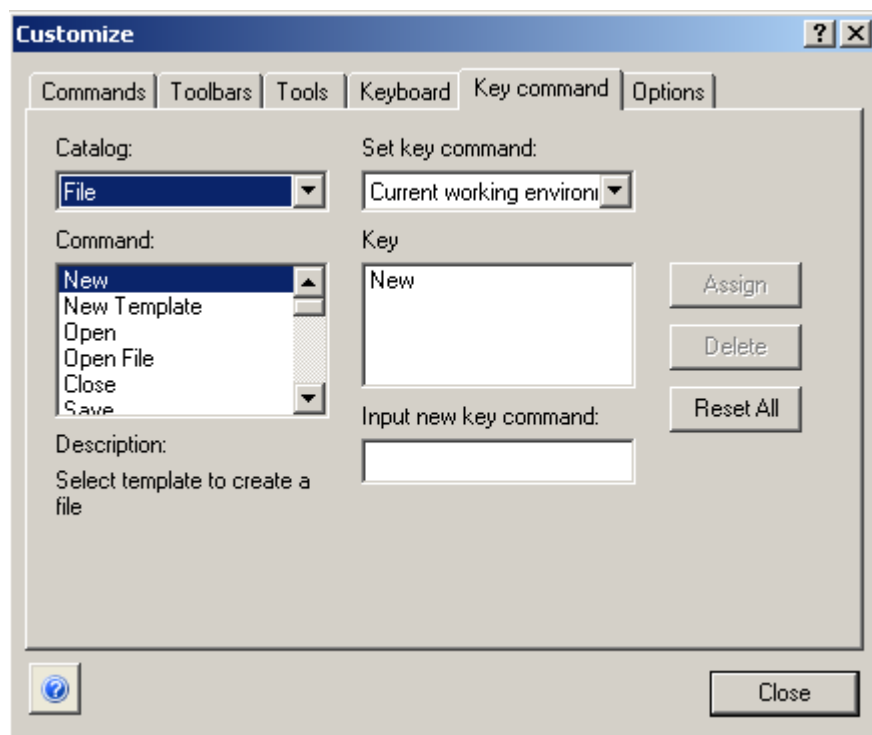 Customize
Commands Toolbars Tools Keyboard Key command Options
Catalog:
Set key command:
File
Current working environ
Command:
Key
New
New Template
Open
Open File
Close
Save
New
Assign
Delete
Reset All
Input new key command:
Description:
Select template to create a
file
Close